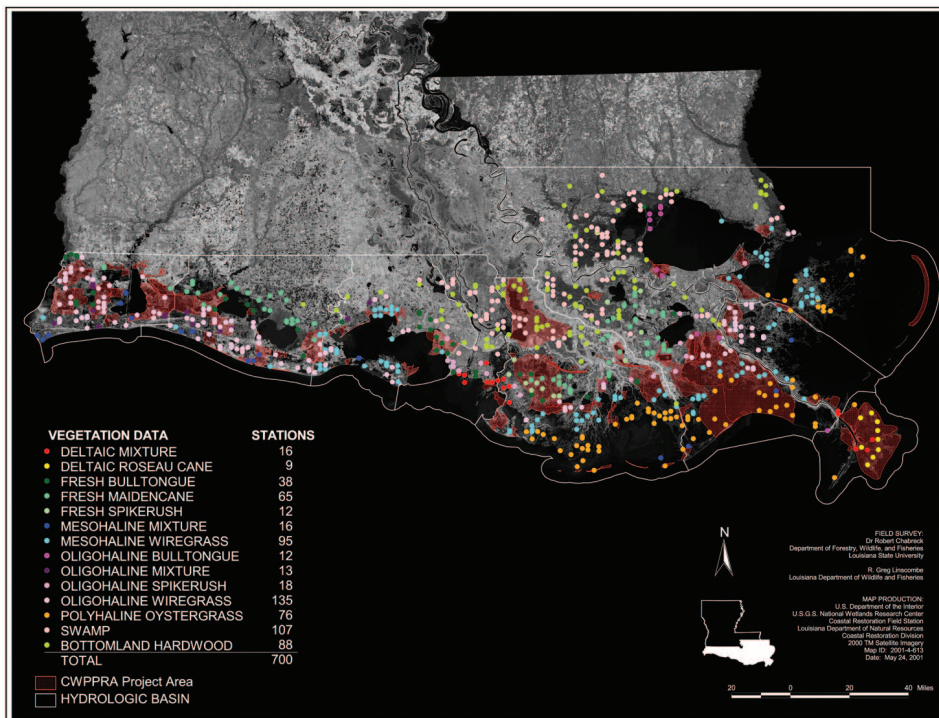 VEGETATION DATA STATIONS
DELTAIC MIXTURE 16
DELTAIC ROSEAU CANE 9
FRESH BULLTONGUE 38
FRESH MAIDENCANE 65
FRESH SPIKERUSH 12
MESOHALINE MIXTURE 16
MESOHALINE WIREGRASS 95
OLIGOHALINE BULLTONGUE 12
OLIGOHALINE MIXTURE 13
OLIGOHALINE SPIKERUSH 18
OLIGOHALINE WIREGRASS 135
POLYHALINE OYSTERGRASS 76
SWAMP 107
BOTTOMLAND HARDWOOD 88
TOTAL 700
CWPPRA Project Area
HYDROLOGIC BASIN
N
FIELD SURVEY:
Dr Robert Chabreck
Department of Forestry, Wildlife, and Fisheries
Louisiana State University
R. Greg Linscombe
Louisiana Department of Wildlife and Fisheries
MAP PRODUCTION:
U.S. Department of the Interior
U.S.G.S. National Wetlands Research Center
Coastal Restoration Field Station
Louisiana Department of Natural Resources
Coastal Restoration Division
2000 TM Satellite Imagery
Map ID: 2001-4-613
Date: May 24, 2001
20 0 20 40 Miles